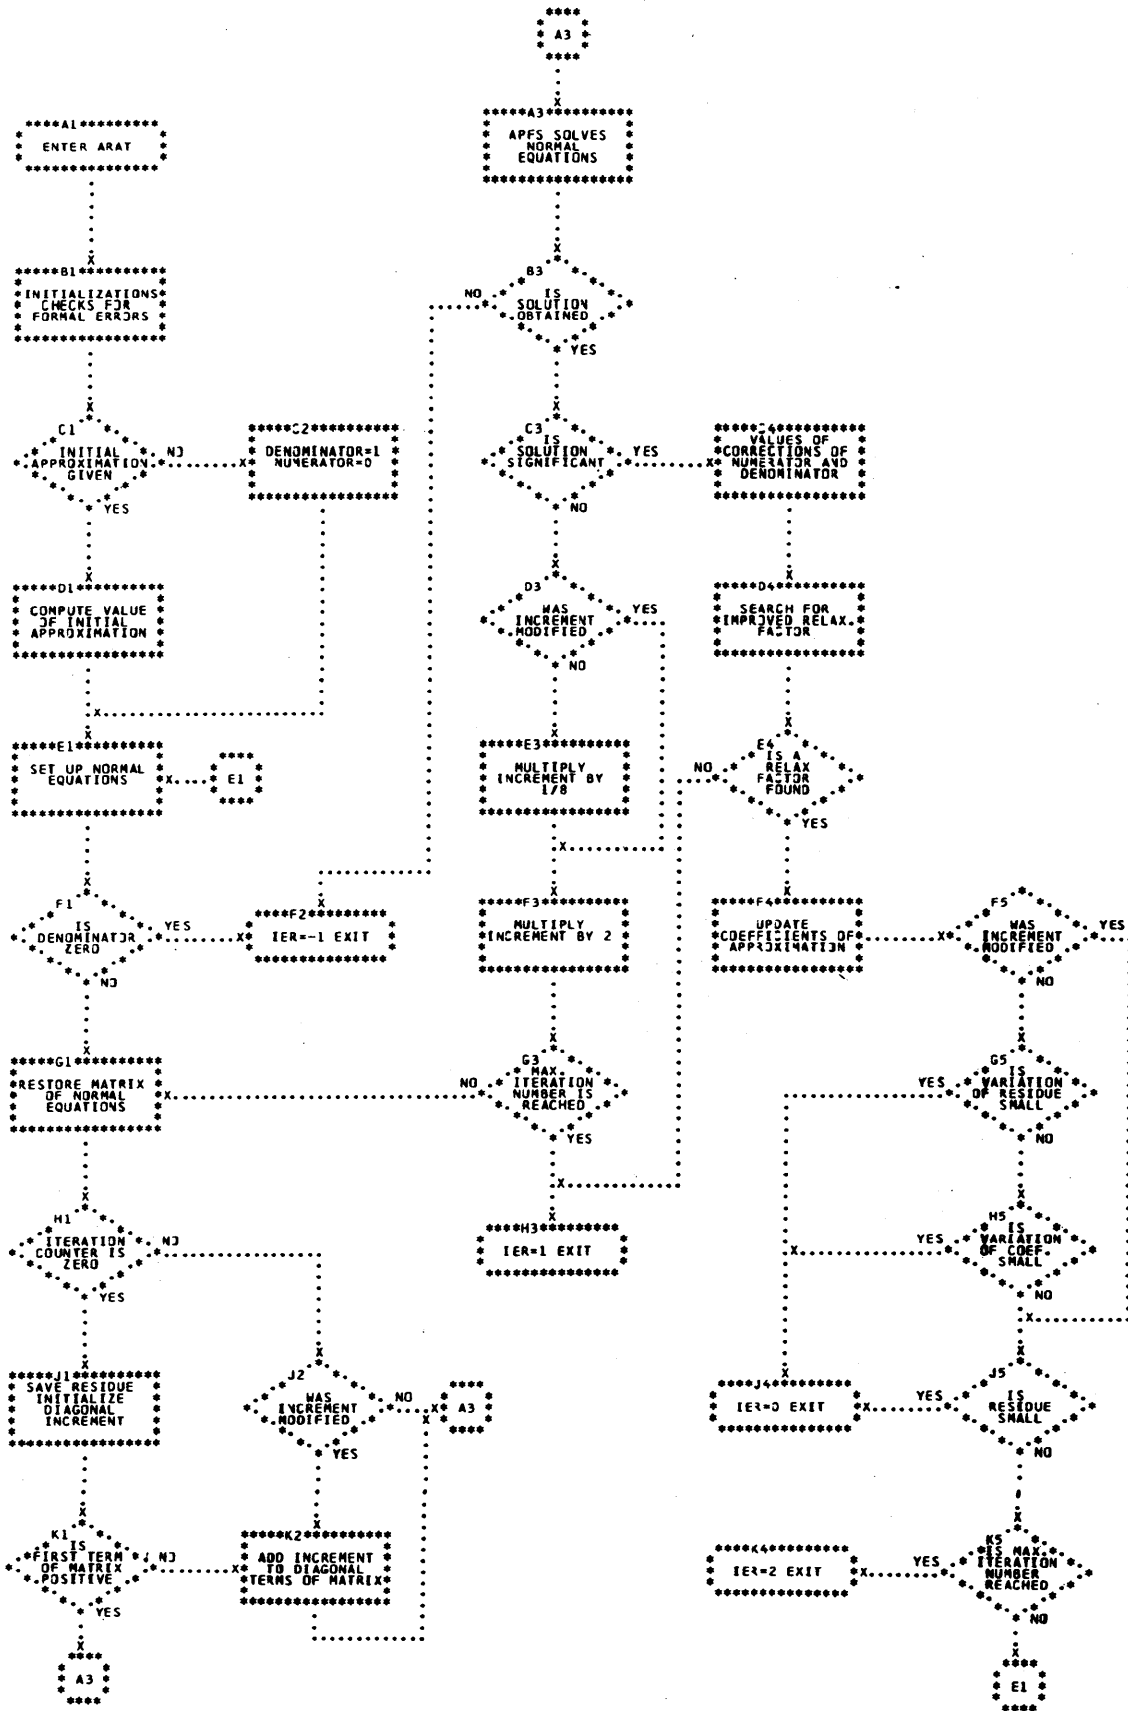 A3
A1
ENTER ARAT
A3
APFS SOLVES
NORMAL
EQUATIONS
B1
INITIALIZATIONS
CHECKS FOR
FORMAL ERRORS
B3
IS
SOLUTION
OBTAINED
NO
YES
C1
INITIAL
APPROXIMATION
GIVEN
NO
YES
C2
DENOMINATOR=1
NUMERATOR=0
C3
IS
SOLUTION
SIGNIFICANT
YES
NO
C4
VALUES OF
CORRECTIONS OF
NUMERATOR AND
DENOMINATOR
D1
COMPUTE VALUE
OF INITIAL
APPROXIMATION
D3
WAS
INCREMENT
MODIFIED
YES
NO
D4
SEARCH FOR
IMPROVED RELAX.
FACTOR
E1
SET UP NORMAL
EQUATIONS
E1
E3
MULTIPLY
INCREMENT BY
1/8
E4
IS A
RELAX
FACTOR
FOUND
NO
YES
F1
IS
DENOMINATOR
ZERO
YES
NO
F2
IER=-1 EXIT
F3
MULTIPLY
INCREMENT BY 2
F4
UPDATE
COEFFICIENTS OF
APPROXIMATION
F5
WAS
INCREMENT
MODIFIED
YES
NO
G1
RESTORE MATRIX
OF NORMAL
EQUATIONS
G3
MAX.
ITERATION
NUMBER IS
REACHED
NO
YES
G5
IS
VARIATION
OF RESIDUE
SMALL
YES
NO
H1
ITERATION
COUNTER IS
ZERO
NO
YES
H3
IER=1 EXIT
H5
IS
VARIATION
OF COEF.
SMALL
YES
NO
J1
SAVE RESIDUE
INITIALIZE
DIAGONAL
INCREMENT
J2
WAS
INCREMENT
MODIFIED
NO
YES
A3
J4
IER=0 EXIT
J5
IS
RESIDUE
SMALL
YES
NO
K1
IS
FIRST TERM
OF MATRIX
POSITIVE
NO
YES
K2
ADD INCREMENT
TO DIAGONAL
TERMS OF MATRIX
K4
IER=2 EXIT
K5
IS MAX.
ITERATION
NUMBER
REACHED
YES
NO
A3
E1